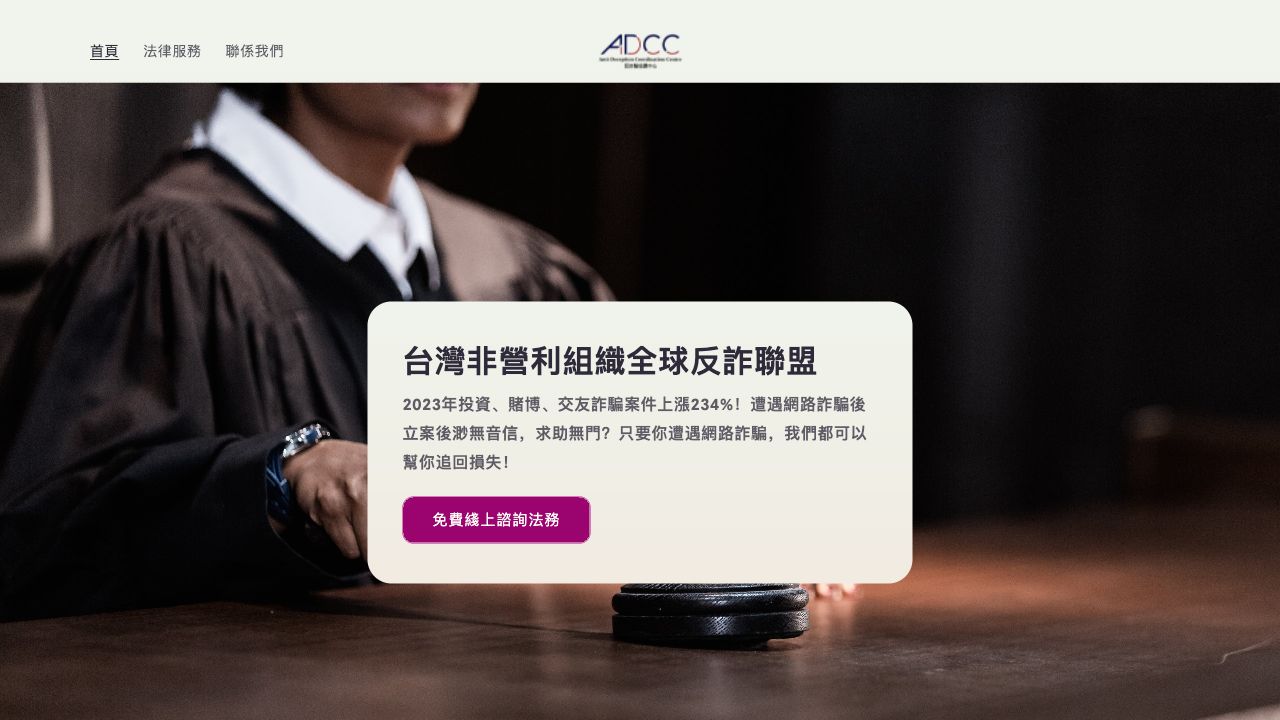 首頁
法律服務
聯係我們
ADCC
Anti Deception Coordination Centre
台灣非營利組織全球反詐聯盟
2023年投資、賭博、交友詐騙案件上漲234%！遭遇網路詐騙後
立案後渺無音信，求助無門？只要你遭遇網路詐騙，我們都可以
幫你追回損失！
免費綫上諮詢法務